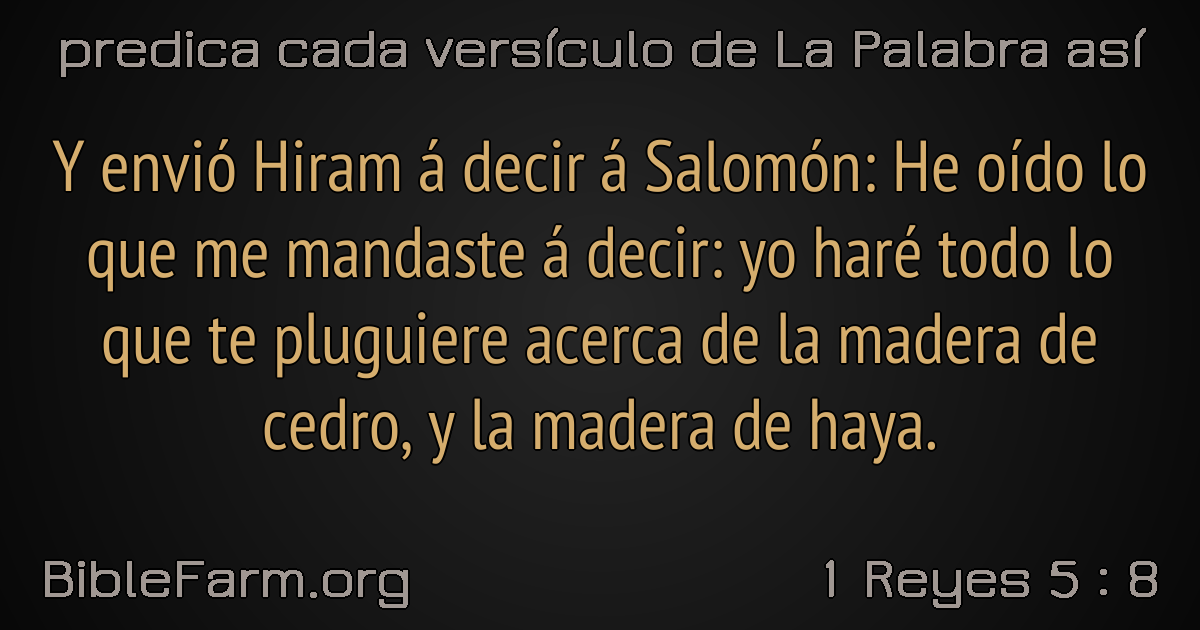 predica cada versículo de La Palabra así
Y envió Hiram á decir á Salomón: He oído lo
que me mandaste á decir: yo haré todo lo
que te pluguiere acerca de la madera de
cedro, y la madera de haya.
BibleFarm.org
1 Reyes 5 : 8